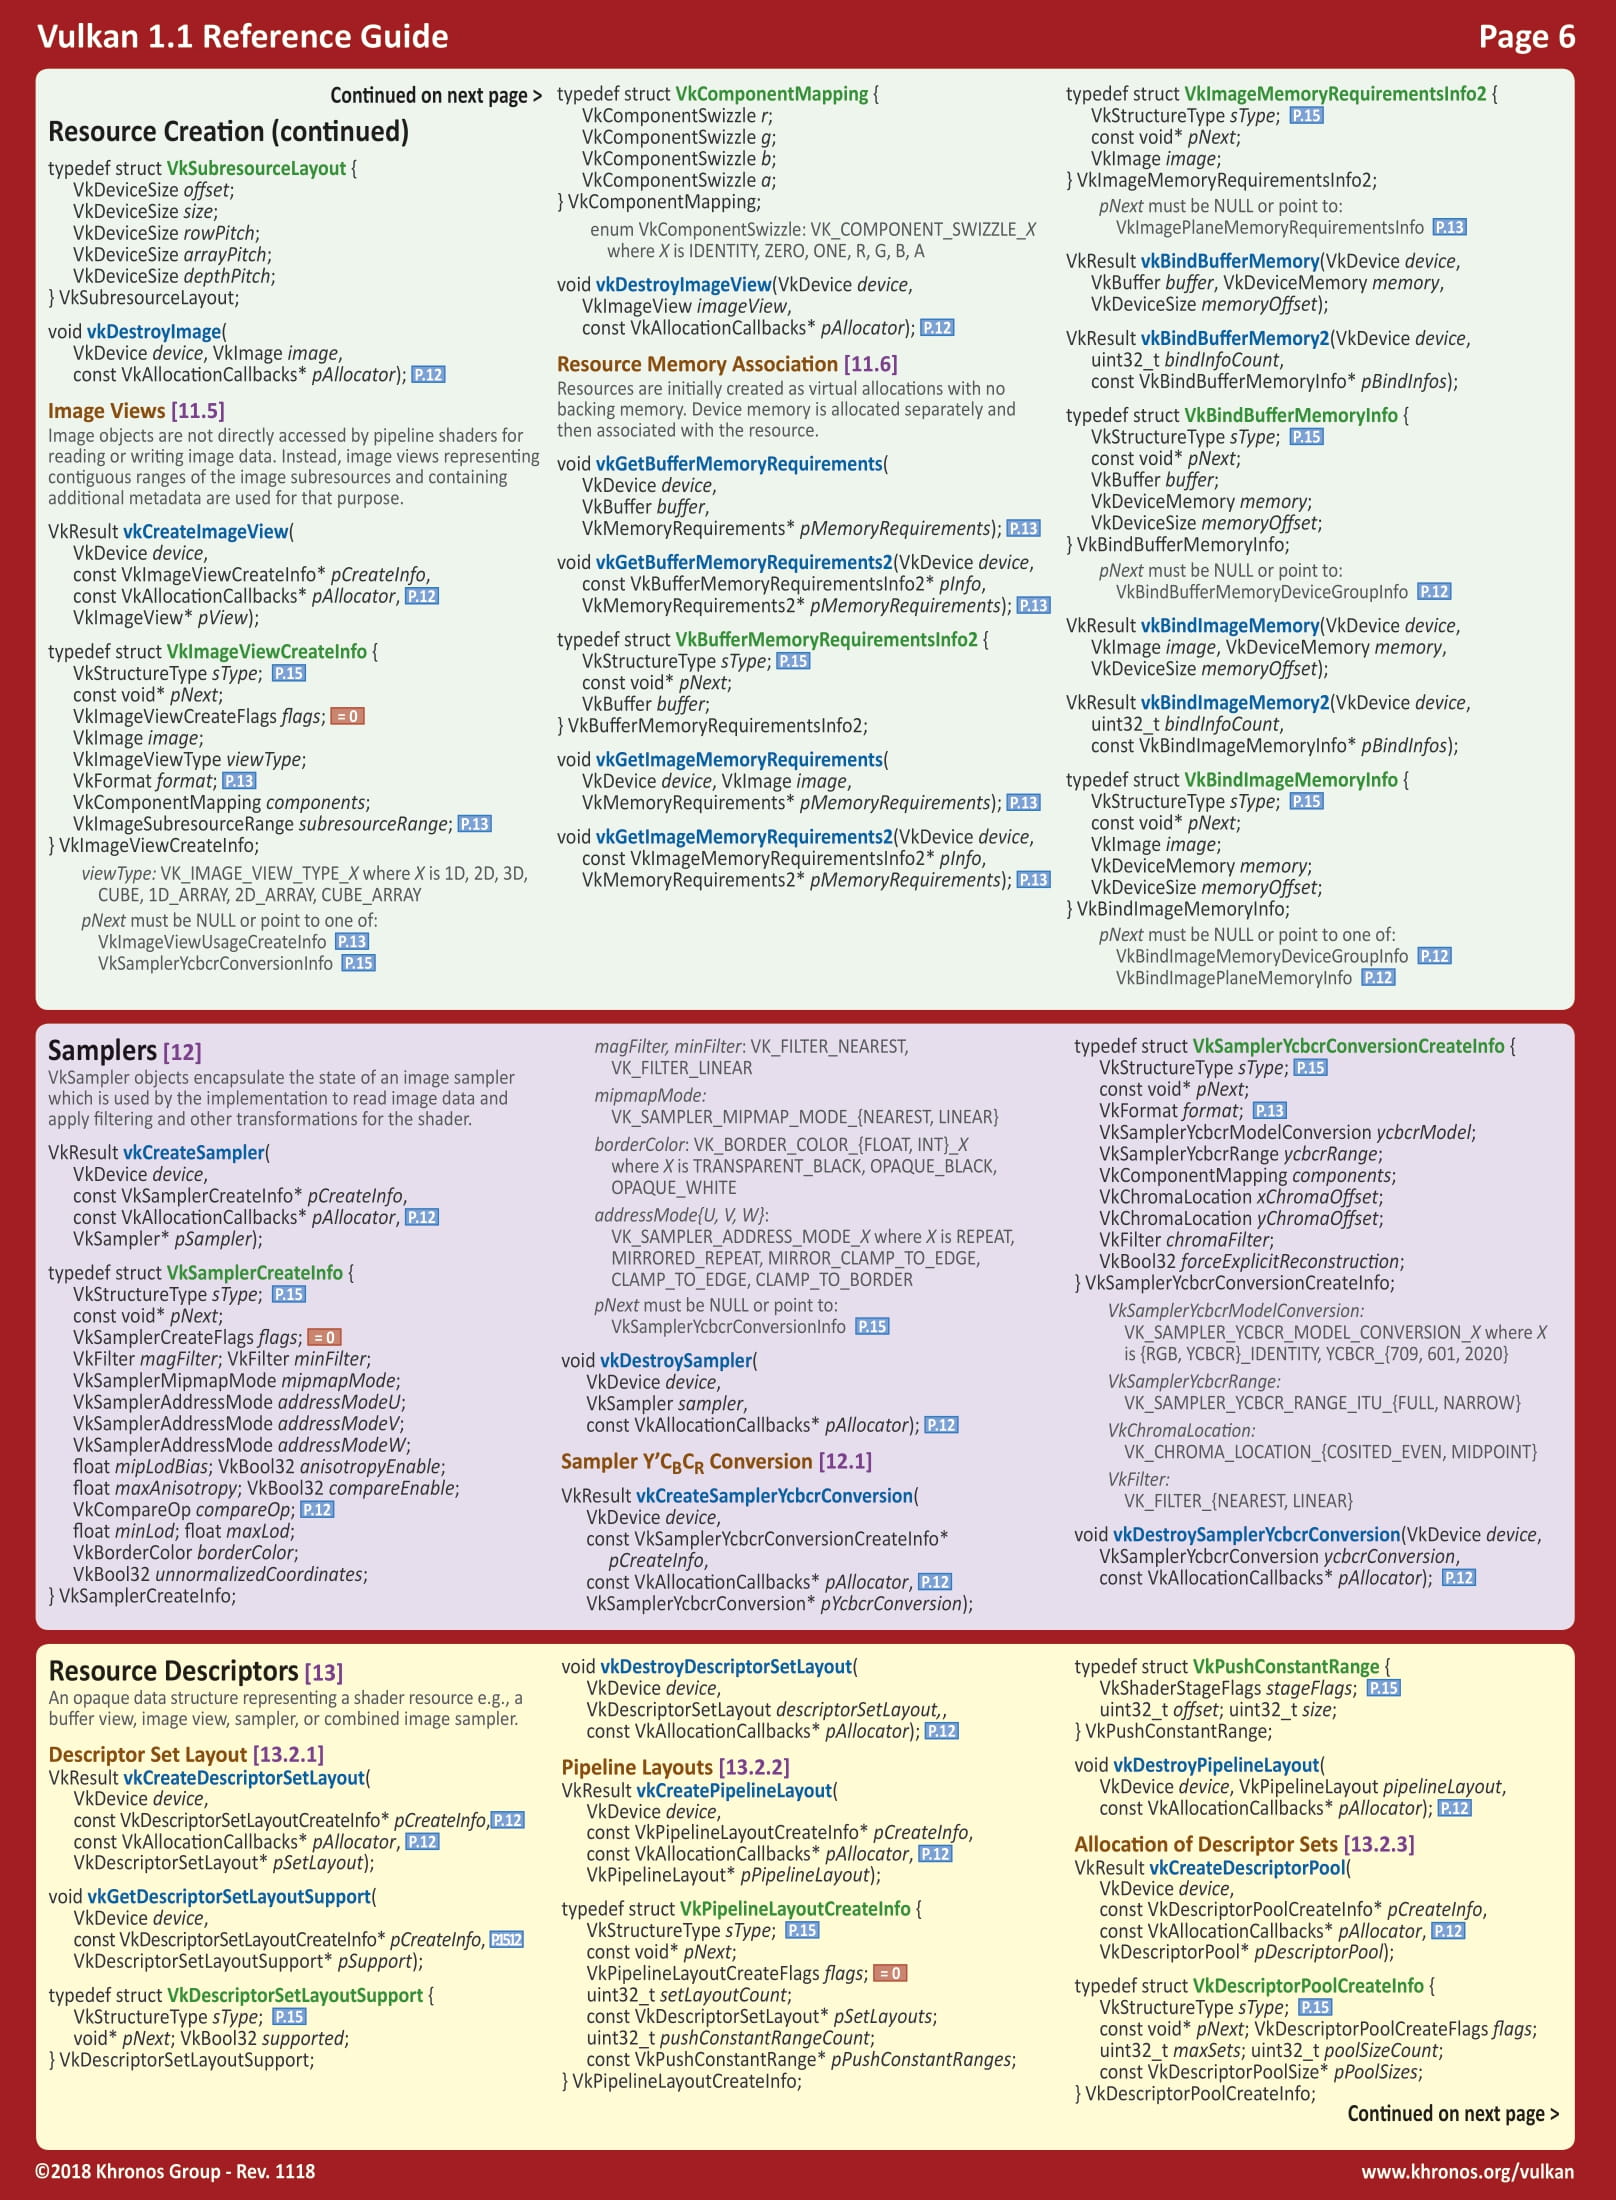 Vulkan 1.1 Reference Guide
Page 6
Continued on next page >
Resource Creation (continued)
typedef struct VkSubresourceLayout {
VkDeviceSize offset;
VkDeviceSize size;
VkDeviceSize rowPitch;
VkDeviceSize arrayPitch;
VkDeviceSize depthPitch;
} VkSubresourceLayout;
void vkDestroyImage(
VkDevice device, VkImage image,
const VkAllocationCallbacks* pAllocator); P.12
Image Views [11.5]
Image objects are not directly accessed by pipeline shaders for
reading or writing image data. Instead, image views representing
contiguous ranges of the image subresources and containing
additional metadata are used for that purpose.
VkResult vkCreateImageView(
VkDevice device,
const VkImageViewCreateInfo* pCreateInfo,
const VkAllocationCallbacks* pAllocator, P.12
VkImageView* pView);
typedef struct VkImageViewCreateInfo {
VkStructureType sType; P.15
const void* pNext;
VkImageViewCreateFlags flags; = 0
VkImage image;
VkImageViewType viewType;
VkFormat format; P.13
VkComponentMapping components;
VkImageSubresourceRange subresourceRange; P.13
} VkImageViewCreateInfo;
viewType: VK_IMAGE_VIEW_TYPE_X where X is 1D, 2D, 3D,
CUBE, 1D_ARRAY, 2D_ARRAY, CUBE_ARRAY
pNext must be NULL or point to one of:
VkImageViewUsageCreateInfo P.13
VkSamplerYcbcrConversionInfo P.15
typedef struct VkComponentMapping {
VkComponentSwizzle r;
VkComponentSwizzle g;
VkComponentSwizzle b;
VkComponentSwizzle a;
} VkComponentMapping;
enum VkComponentSwizzle: VK_COMPONENT_SWIZZLE_X
where X is IDENTITY, ZERO, ONE, R, G, B, A
void vkDestroyImageView(VkDevice device,
VkImageView imageView,
const VkAllocationCallbacks* pAllocator); P.12
Resource Memory Association [11.6]
Resources are initially created as virtual allocations with no
backing memory. Device memory is allocated separately and
then associated with the resource.
void vkGetBufferMemoryRequirements(
VkDevice device,
VkBuffer buffer,
VkMemoryRequirements* pMemoryRequirements); P.13
void vkGetBufferMemoryRequirements2(VkDevice device,
const VkBufferMemoryRequirementsInfo2* pInfo,
VkMemoryRequirements2* pMemoryRequirements); P.13
typedef struct VkBufferMemoryRequirementsInfo2 {
VkStructureType sType; P.15
const void* pNext;
VkBuffer buffer;
} VkBufferMemoryRequirementsInfo2;
void vkGetImageMemoryRequirements(
VkDevice device, VkImage image,
VkMemoryRequirements* pMemoryRequirements); P.13
void vkGetImageMemoryRequirements2(VkDevice device,
const VkImageMemoryRequirementsInfo2* pInfo,
VkMemoryRequirements2* pMemoryRequirements); P.13
typedef struct VkImageMemoryRequirementsInfo2 {
VkStructureType sType; P.15
const void* pNext;
VkImage image;
} VkImageMemoryRequirementsInfo2;
pNext must be NULL or point to:
VkImagePlaneMemoryRequirementsInfo P.13
VkResult vkBindBufferMemory(VkDevice device,
VkBuffer buffer, VkDeviceMemory memory,
VkDeviceSize memoryOffset);
VkResult vkBindBufferMemory2(VkDevice device,
uint32_t bindInfoCount,
const VkBindBufferMemoryInfo* pBindInfos);
typedef struct VkBindBufferMemoryInfo {
VkStructureType sType; P.15
const void* pNext;
VkBuffer buffer;
VkDeviceMemory memory;
VkDeviceSize memoryOffset;
} VkBindBufferMemoryInfo;
pNext must be NULL or point to:
VkBindBufferMemoryDeviceGroupInfo P.12
VkResult vkBindImageMemory(VkDevice device,
VkImage image, VkDeviceMemory memory,
VkDeviceSize memoryOffset);
VkResult vkBindImageMemory2(VkDevice device,
uint32_t bindInfoCount,
const VkBindImageMemoryInfo* pBindInfos);
typedef struct VkBindImageMemoryInfo {
VkStructureType sType; P.15
const void* pNext;
VkImage image;
VkDeviceMemory memory;
VkDeviceSize memoryOffset;
} VkBindImageMemoryInfo;
pNext must be NULL or point to one of:
VkBindImageMemoryDeviceGroupInfo P.12
VkBindImagePlaneMemoryInfo P.12
Samplers [12]
VkSampler objects encapsulate the state of an image sampler
which is used by the implementation to read image data and
apply filtering and other transformations for the shader.
VkResult vkCreateSampler(
VkDevice device,
const VkSamplerCreateInfo* pCreateInfo,
const VkAllocationCallbacks* pAllocator, P.12
VkSampler* pSampler);
typedef struct VkSamplerCreateInfo {
VkStructureType sType; P.15
const void* pNext;
VkSamplerCreateFlags flags; = 0
VkFilter magFilter; VkFilter minFilter;
VkSamplerMipmapMode mipmapMode;
VkSamplerAddressMode addressModeU;
VkSamplerAddressMode addressModeV;
VkSamplerAddressMode addressModeW;
float mipLodBias; VkBool32 anisotropyEnable;
float maxAnisotropy; VkBool32 compareEnable;
VkCompareOp compareOp; P.12
float minLod; float maxLod;
VkBorderColor borderColor;
VkBool32 unnormalizedCoordinates;
} VkSamplerCreateInfo;
magFilter, minFilter: VK_FILTER_NEAREST,
VK_FILTER_LINEAR
mipmapMode:
VK_SAMPLER_MIPMAP_MODE_{NEAREST, LINEAR}
borderColor: VK_BORDER_COLOR_{FLOAT, INT}_X
where X is TRANSPARENT_BLACK, OPAQUE_BLACK,
OPAQUE_WHITE
addressMode{U, V, W}:
VK_SAMPLER_ADDRESS_MODE_X where X is REPEAT,
MIRRORED_REPEAT, MIRROR_CLAMP_TO_EDGE,
CLAMP_TO_EDGE, CLAMP_TO_BORDER
pNext must be NULL or point to:
VkSamplerYcbcrConversionInfo P.15
void vkDestroySampler(
VkDevice device,
VkSampler sampler,
const VkAllocationCallbacks* pAllocator); P.12
Sampler Y’CBCR Conversion [12.1]
VkResult vkCreateSamplerYcbcrConversion(
VkDevice device,
const VkSamplerYcbcrConversionCreateInfo*
pCreateInfo,
const VkAllocationCallbacks* pAllocator, P.12
VkSamplerYcbcrConversion* pYcbcrConversion);
typedef struct VkSamplerYcbcrConversionCreateInfo {
VkStructureType sType; P.15
const void* pNext;
VkFormat format; P.13
VkSamplerYcbcrModelConversion ycbcrModel;
VkSamplerYcbcrRange ycbcrRange;
VkComponentMapping components;
VkChromaLocation xChromaOffset;
VkChromaLocation yChromaOffset;
VkFilter chromaFilter;
VkBool32 forceExplicitReconstruction;
} VkSamplerYcbcrConversionCreateInfo;
VkSamplerYcbcrModelConversion:
VK_SAMPLER_YCBCR_MODEL_CONVERSION_X where X
is {RGB, YCBCR}_IDENTITY, YCBCR_{709, 601, 2020}
VkSamplerYcbcrRange:
VK_SAMPLER_YCBCR_RANGE_ITU_{FULL, NARROW}
VkChromaLocation:
VK_CHROMA_LOCATION_{COSITED_EVEN, MIDPOINT}
VkFilter:
VK_FILTER_{NEAREST, LINEAR}
void vkDestroySamplerYcbcrConversion(VkDevice device,
VkSamplerYcbcrConversion ycbcrConversion,
const VkAllocationCallbacks* pAllocator); P.12
Resource Descriptors [13]
An opaque data structure representing a shader resource e.g., a
buffer view, image view, sampler, or combined image sampler.
Descriptor Set Layout [13.2.1]
VkResult vkCreateDescriptorSetLayout(
VkDevice device,
const VkDescriptorSetLayoutCreateInfo* pCreateInfo, P.12
const VkAllocationCallbacks* pAllocator, P.12
VkDescriptorSetLayout* pSetLayout);
void vkGetDescriptorSetLayoutSupport(
VkDevice device,
const VkDescriptorSetLayoutCreateInfo* pCreateInfo, P.1512
VkDescriptorSetLayoutSupport* pSupport);
typedef struct VkDescriptorSetLayoutSupport {
VkStructureType sType; P.15
void* pNext; VkBool32 supported;
} VkDescriptorSetLayoutSupport;
void vkDestroyDescriptorSetLayout(
VkDevice device,
VkDescriptorSetLayout descriptorSetLayout,,
const VkAllocationCallbacks* pAllocator); P.12
Pipeline Layouts [13.2.2]
VkResult vkCreatePipelineLayout(
VkDevice device,
const VkPipelineLayoutCreateInfo* pCreateInfo,
const VkAllocationCallbacks* pAllocator, P.12
VkPipelineLayout* pPipelineLayout);
typedef struct VkPipelineLayoutCreateInfo {
VkStructureType sType; P.15
const void* pNext;
VkPipelineLayoutCreateFlags flags; = 0
uint32_t setLayoutCount;
const VkDescriptorSetLayout* pSetLayouts;
uint32_t pushConstantRangeCount;
const VkPushConstantRange* pPushConstantRanges;
} VkPipelineLayoutCreateInfo;
typedef struct VkPushConstantRange {
VkShaderStageFlags stageFlags; P.15
uint32_t offset; uint32_t size;
} VkPushConstantRange;
void vkDestroyPipelineLayout(
VkDevice device, VkPipelineLayout pipelineLayout,
const VkAllocationCallbacks* pAllocator); P.12
Allocation of Descriptor Sets [13.2.3]
VkResult vkCreateDescriptorPool(
VkDevice device,
const VkDescriptorPoolCreateInfo* pCreateInfo,
const VkAllocationCallbacks* pAllocator, P.12
VkDescriptorPool* pDescriptorPool);
typedef struct VkDescriptorPoolCreateInfo {
VkStructureType sType; P.15
const void* pNext; VkDescriptorPoolCreateFlags flags;
uint32_t maxSets; uint32_t poolSizeCount;
const VkDescriptorPoolSize* pPoolSizes;
} VkDescriptorPoolCreateInfo;
Continued on next page >
©2018 Khronos Group - Rev. 1118
www.khronos.org/vulkan